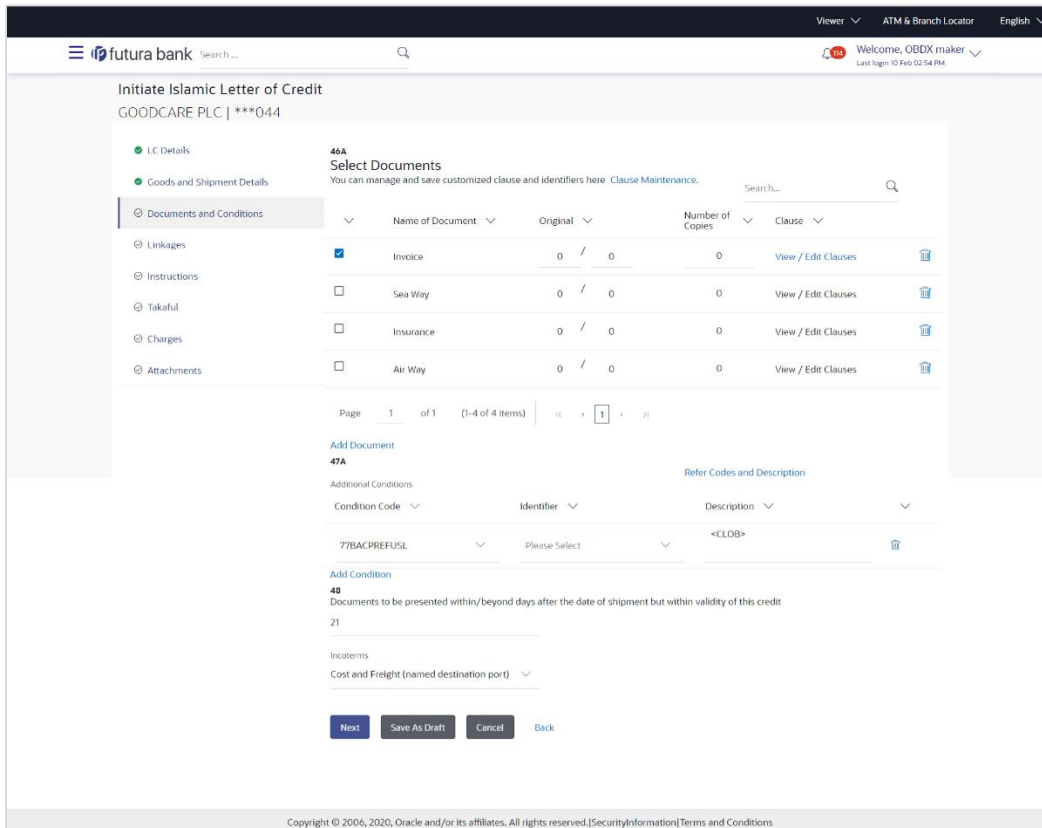 Viewer ATM & Branch Locator English
futura bank Search ... 114 Welcome, OBDX maker
Last login 10 Feb 02:54 PM
Initiate Islamic Letter of Credit
GOODCARE PLC | ***044
LC Details
Goods and Shipment Details
Documents and Conditions
Linkages
Instructions
Takaful
Charges
Attachments
46A
Select Documents
You can manage and save customized clause and identifiers here Clause Maintenance.
Search...
Name of Document Original Number of Copies Clause
Invoice 0 / 0 0 View / Edit Clauses
Sea Way 0 / 0 0 View / Edit Clauses
Insurance 0 / 0 0 View / Edit Clauses
Air Way 0 / 0 0 View / Edit Clauses
Page 1 of 1 (1-4 of 4 items) 1
Add Document
47A
Refer Codes and Description
Additional Conditions
Condition Code Identifier Description
77BACPREFUSL Please Select <CLOB>
Add Condition
48
Documents to be presented within/beyond days after the date of shipment but within validity of this credit
21
Incoterms
Cost and Freight (named destination port)
Next Save As Draft Cancel Back
Copyright © 2006, 2020, Oracle and/or its affiliates. All rights reserved.|SecurityInformation|Terms and Conditions